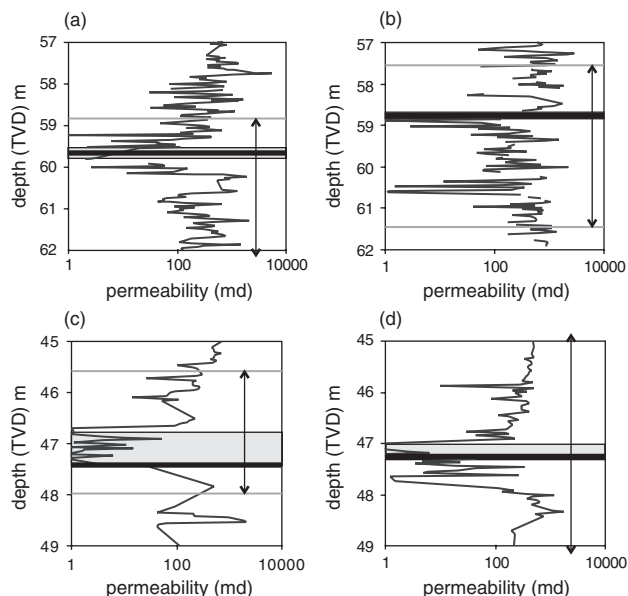 (a)
57
58
59
60
61
62
depth (TVD) m
1 100 10000
permeability (md)
(b)
57
58
59
60
61
62
depth (TVD) m
1 100 10000
permeability (md)
(c)
45
46
47
48
49
depth (TVD) m
1 100 10000
permeability (md)
(d)
45
46
47
48
49
depth (TVD) m
1 100 10000
permeability (md)